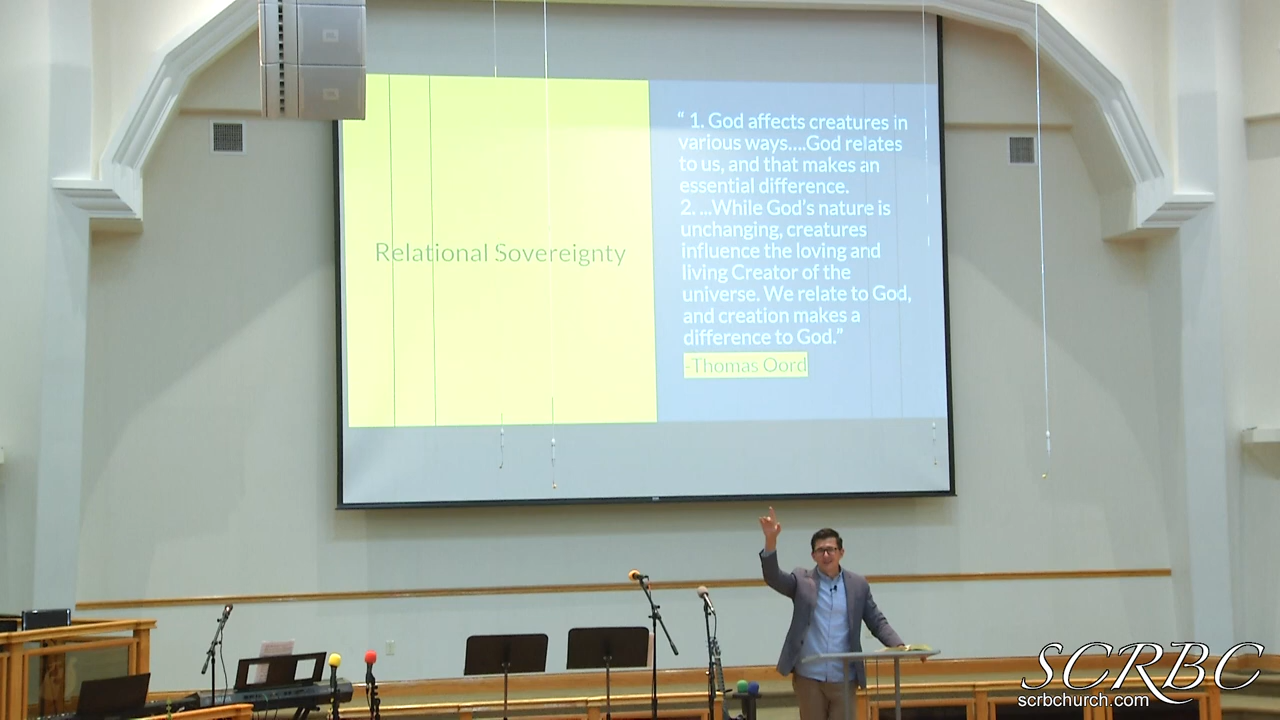 Relational Sovereignty
“ 1. God affects creatures in
various ways....God relates
to us, and that makes an
essential difference.
2. ...While God's nature is
unchanging, creatures
influence the loving and
living Creator of the
universe. We relate to God,
and creation makes a
difference to God.”
-Thomas Oord
SCRBC
scrbchurch.com